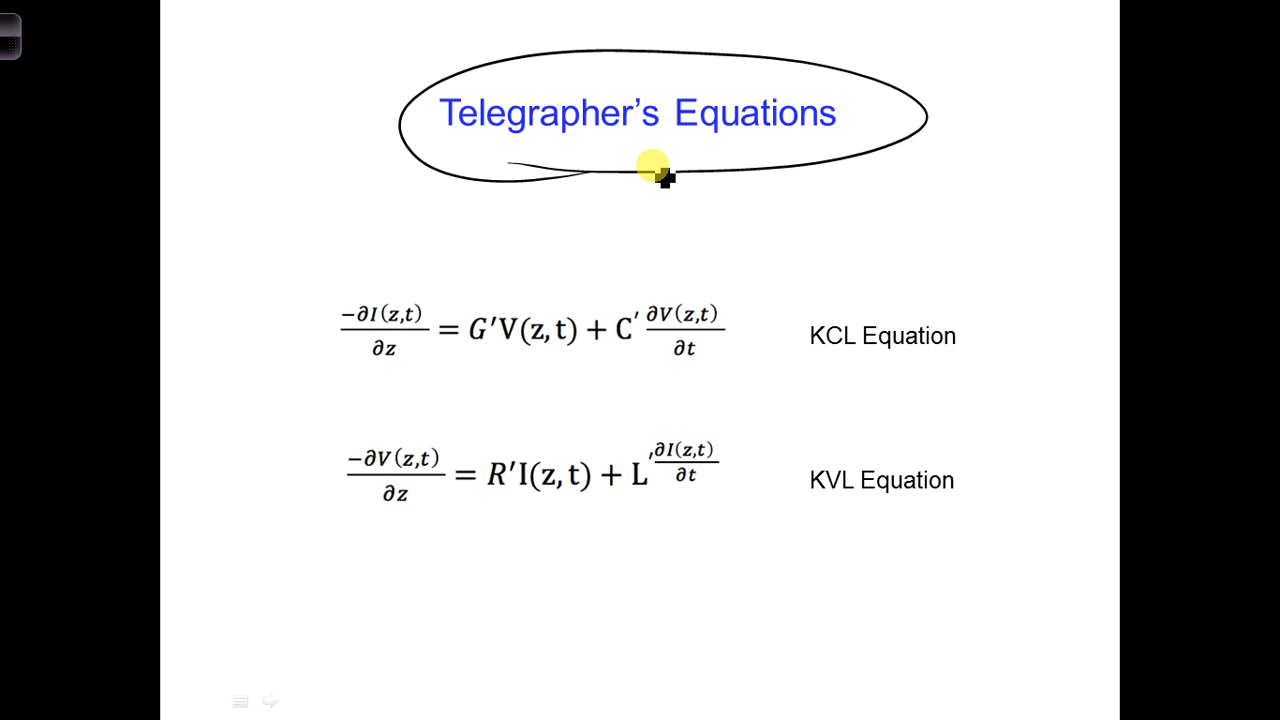 Telegrapher's Equations
−∂I(z,t)/∂z = G′V(z, t) + C′ ∂V(z,t)/∂t KCL Equation
−∂V(z,t)/∂z = R′I(z, t) + L′ ∂I(z,t)/∂t KVL Equation